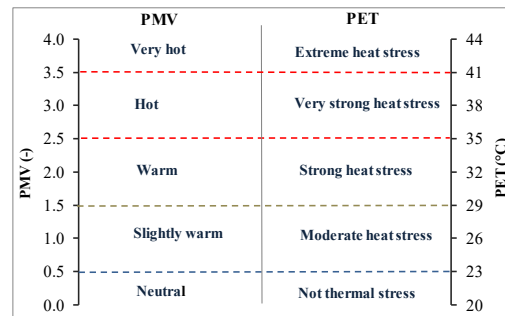 PMV PET
4.0 Very hot Extreme heat stress 44
3.5 41
3.0 Hot Very strong heat stress 38
2.5 35
2.0 Warm Strong heat stress 32
1.5 29
1.0 Slightly warm Moderate heat stress 26
0.5 23
0.0 Neutral Not thermal stress 20
PMV (-)
PET (°C)